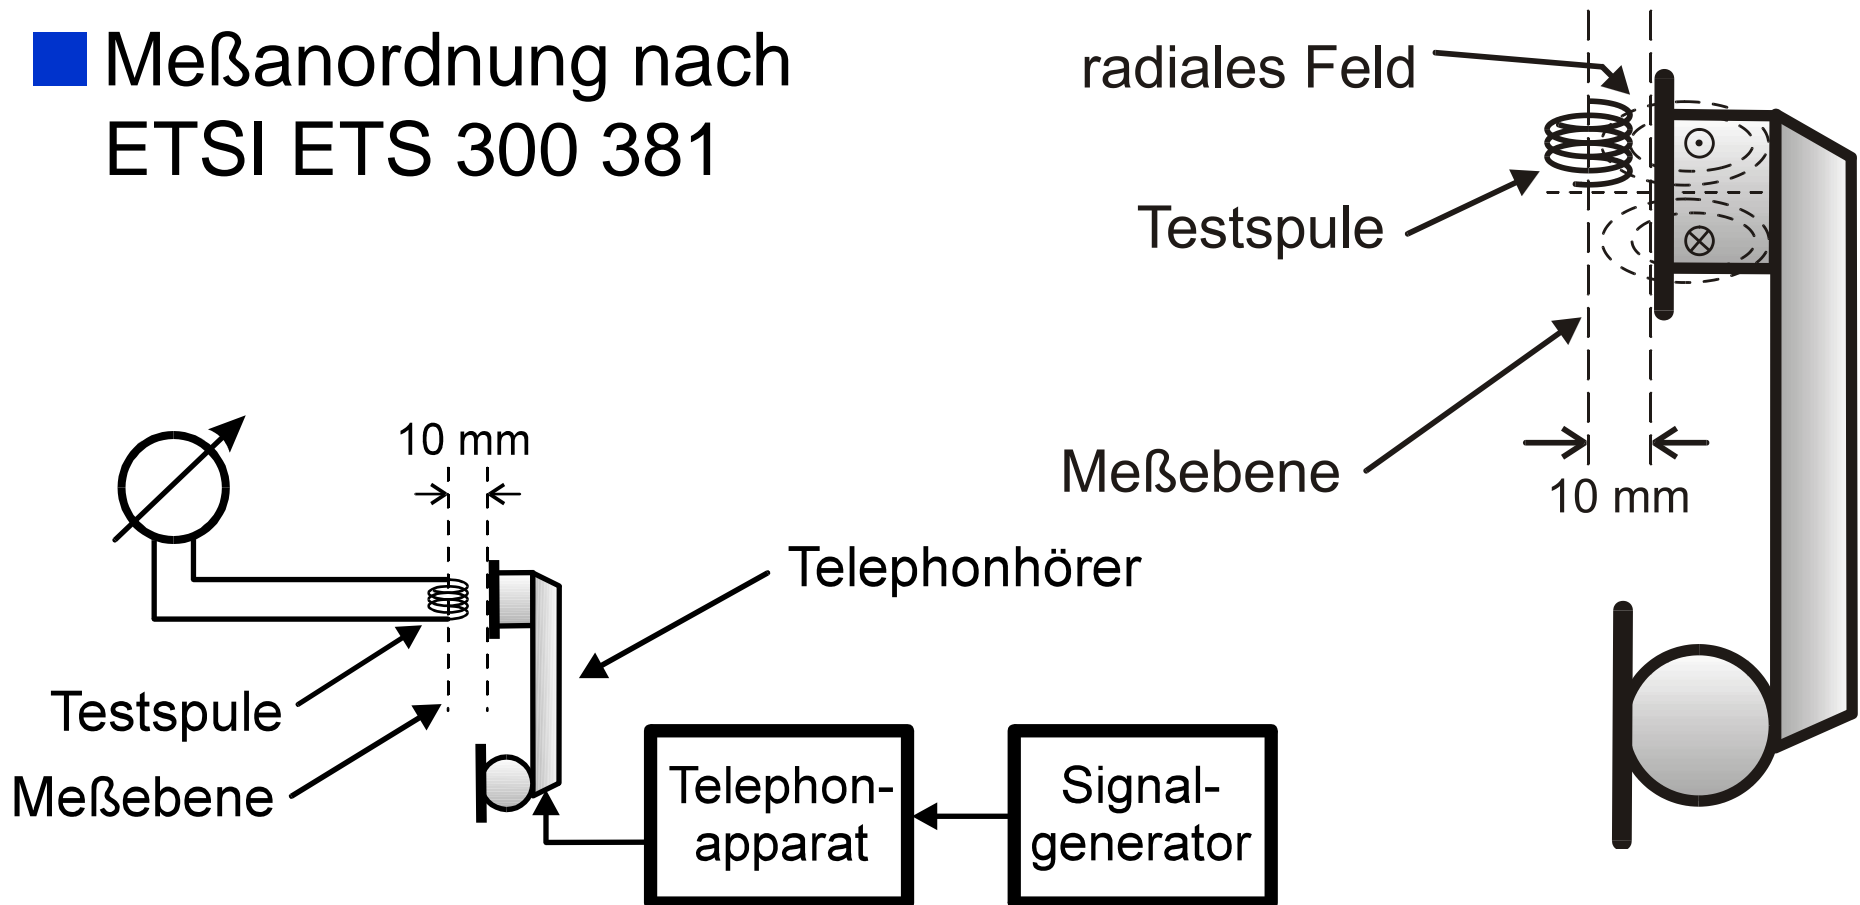 Meßanordnung nach
ETSI ETS 300 381
radiales Feld
Testspule
Meßebene
10 mm
10 mm
Telephonhörer
Testspule
Meßebene
Telephon-
apparat
Signal-
generator